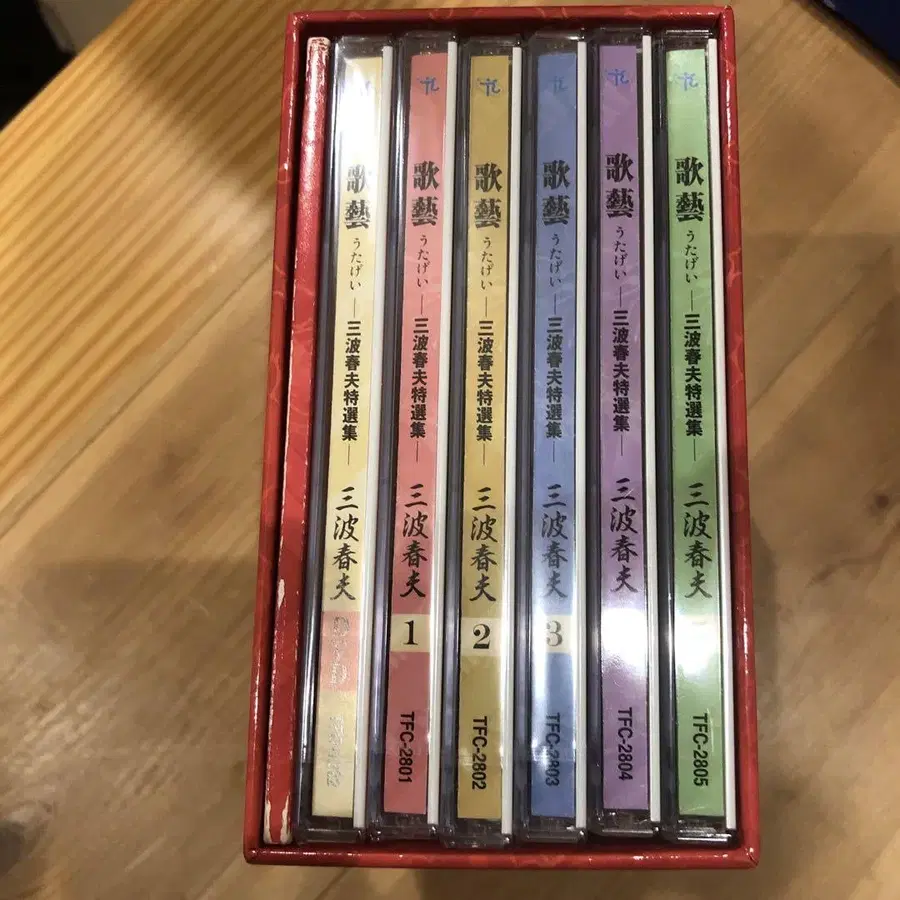 歌藝 うたげい ―三波春夫特選集― 三波春夫
歌藝 うたげい ―三波春夫特選集― 三波春夫 1 TFC-2801
歌藝 うたげい ―三波春夫特選集― 三波春夫 2 TFC-2802
歌藝 うたげい ―三波春夫特選集― 三波春夫 3 TFC-2803
歌藝 うたげい ―三波春夫特選集― 三波春夫 TFC-2804
歌藝 うたげい ―三波春夫特選集― 三波春夫 TFC-2805